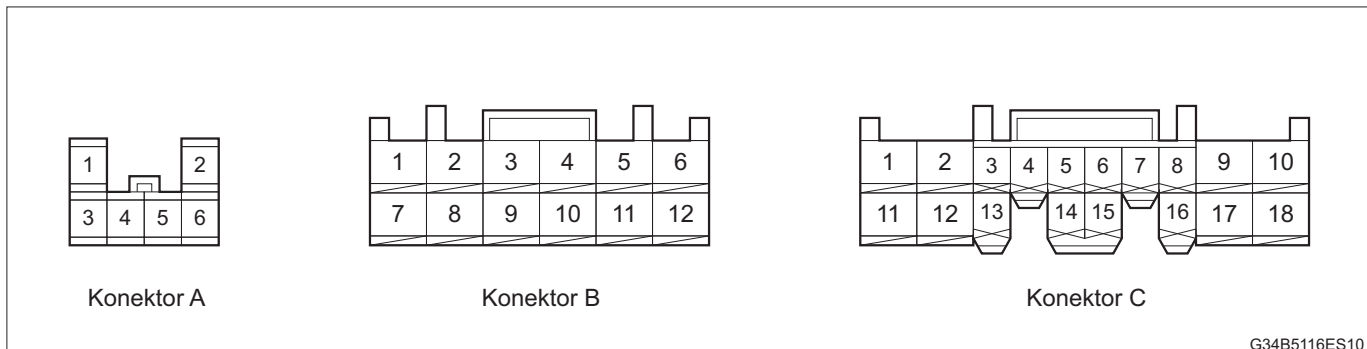 1 2
3 4 5 6
Konektor A
1 2 3 4 5 6
7 8 9 10 11 12
Konektor B
1 2 3 4 5 6 7 8 9 10
11 12 13 14 15 16 17 18
Konektor C
G34B5116ES10